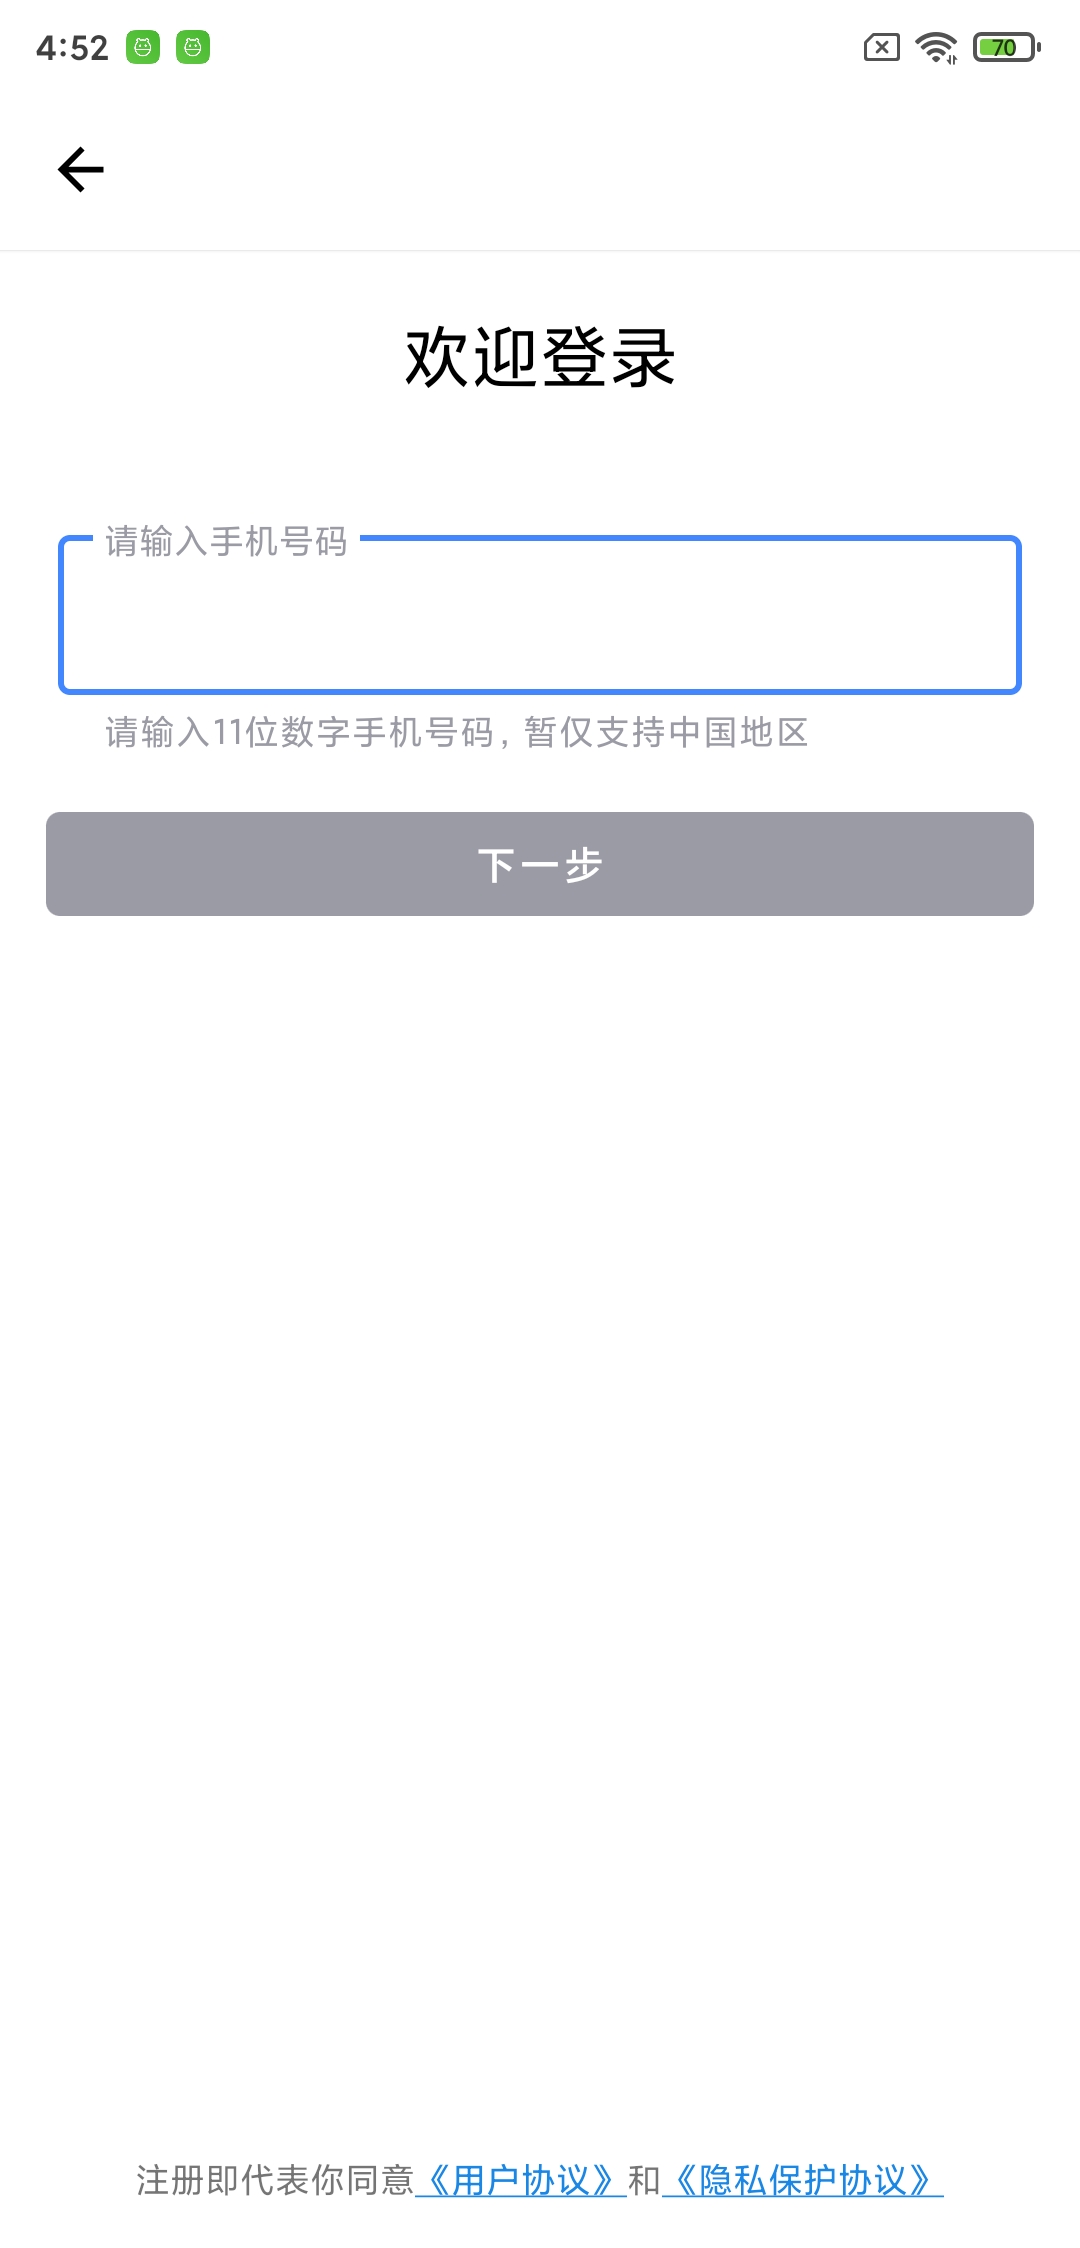 4:52
70
欢迎登录
请输入手机号码
请输入11位数字手机号码, 暂仅支持中国地区
下一步
注册即代表你同意《用户协议》和《隐私保护协议》